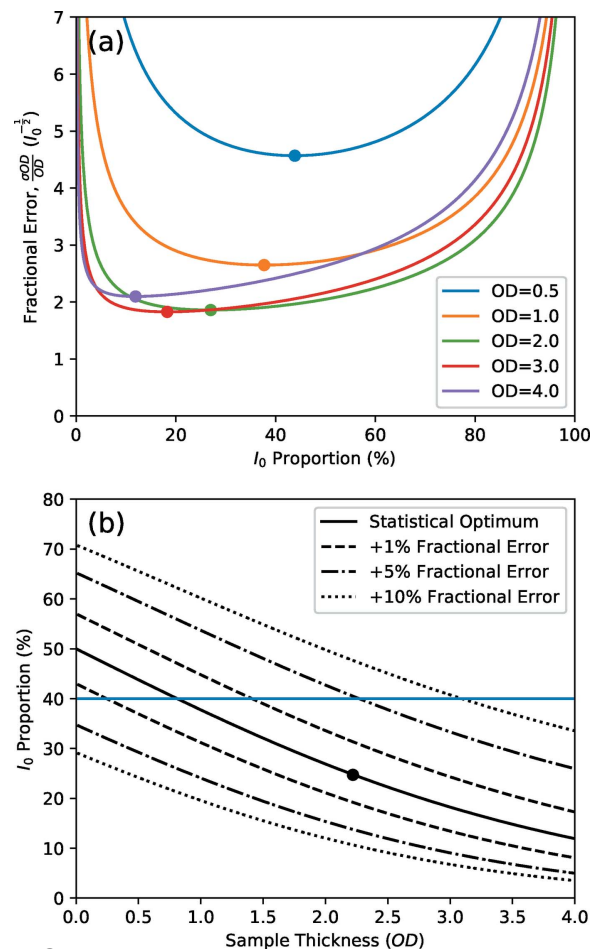 (a)
7
6
5
4
3
2
1
0
Fractional Error, σOD/OD (I₀^-1/2)
OD=0.5
OD=1.0
OD=2.0
OD=3.0
OD=4.0
0 20 40 60 80 100
I₀ Proportion (%)
(b)
80
70
60
50
40
30
20
10
0
I₀ Proportion (%)
Statistical Optimum
+1% Fractional Error
+5% Fractional Error
+10% Fractional Error
0.0 0.5 1.0 1.5 2.0 2.5 3.0 3.5 4.0
Sample Thickness (OD)